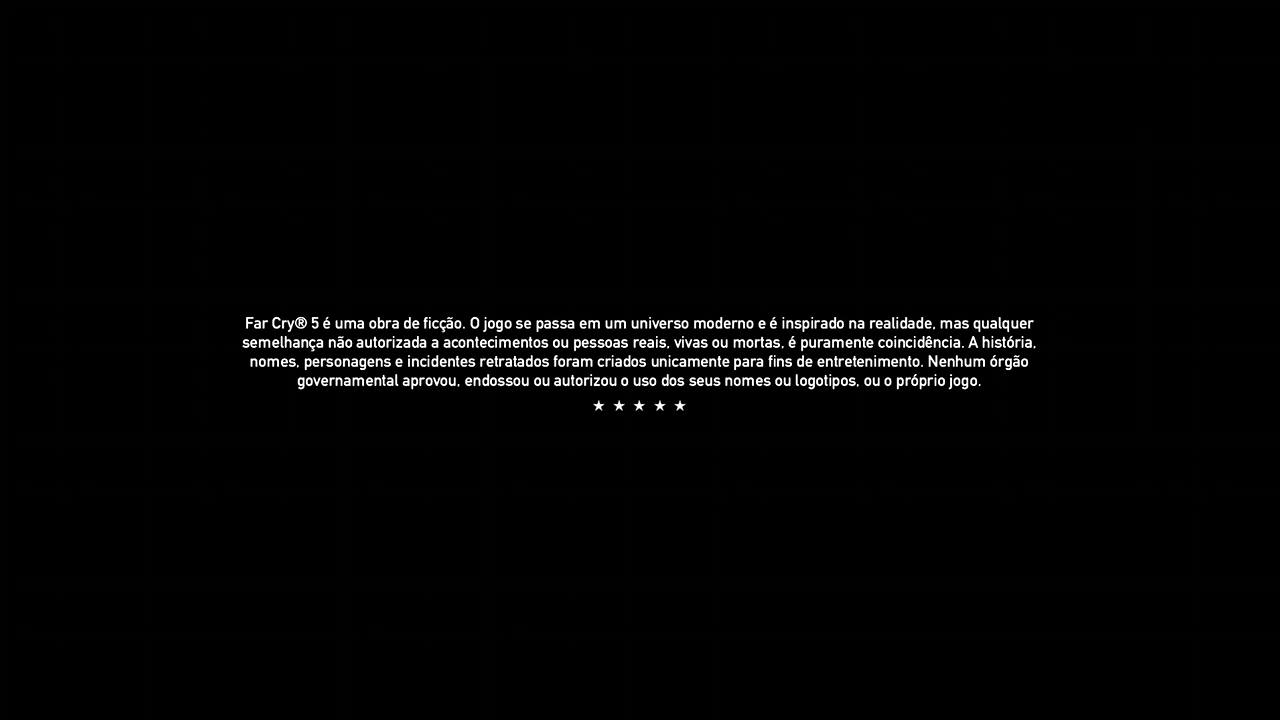 Far Cry® 5 é uma obra de ficção. O jogo se passa em um universo moderno e é inspirado na realidade, mas qualquer
semelhança não autorizada a acontecimentos ou pessoas reais, vivas ou mortas, é puramente coincidência. A história,
nomes, personagens e incidentes retratados foram criados unicamente para fins de entretenimento. Nenhum órgão
governamental aprovou, endossou ou autorizou o uso dos seus nomes ou logotipos, ou o próprio jogo.
★ ★ ★ ★ ★